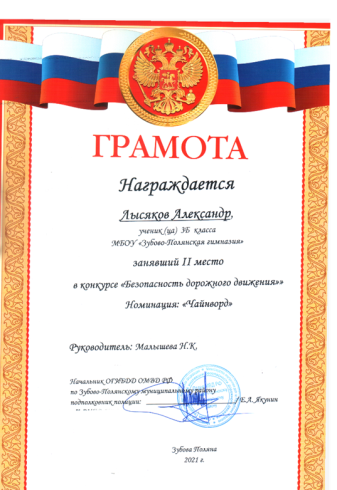 ГРАМОТА
Награждается
Лысяков Александр,
ученик (ца) 3Б класса
МБОУ «Зубово-Полянская гимназия»
занявший II место
в конкурсе «Безопасность дорожного движения»»
Номинация: «Чайнворд»
Руководитель: Малышева Н.К.
Начальник ОГИБДД ОМВД РФ
по Зубово-Полянскому муниципальному району
подполковник полиции: / Е.А.Якунин
Зубова Поляна
2021 г.